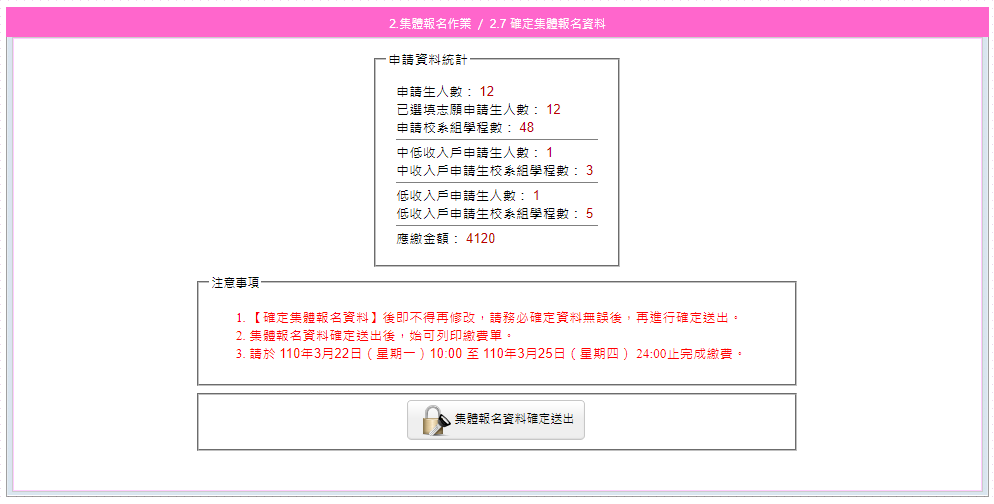 2.集體報名作業 / 2.7 確定集體報名資料
申請資料統計
申請生人數： 12
已選填志願申請生人數： 12
申請校系組學程數： 48
中低收入戶申請生人數： 1
中收入戶申請生校系組學程數： 3
低收入戶申請生人數： 1
低收入戶申請生校系組學程數： 5
應繳金額： 4120
注意事項
1. 【確定集體報名資料】後即不得再修改，請務必確定資料無誤後，再進行確定送出。
2. 集體報名資料確定送出後，始可列印繳費單。
3. 請於 110年3月22日（星期一）10:00 至 110年3月25日（星期四） 24:00止完成繳費。
集體報名資料確定送出